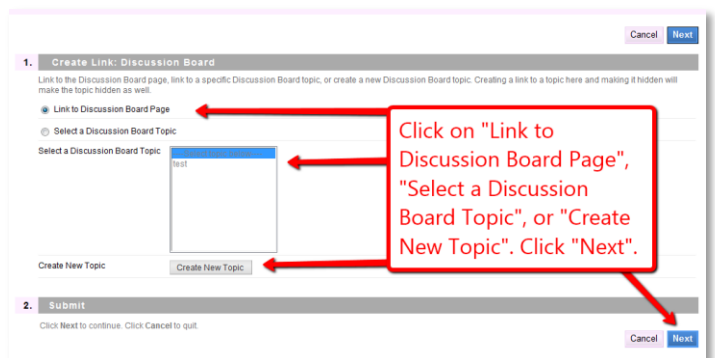 Cancel Next
1. Create Link: Discussion Board
Link to the Discussion Board page, link to a specific Discussion Board topic, or create a new Discussion Board topic. Creating a link to a topic here and making it hidden will
make the topic hidden as well.
Link to Discussion Board Page
Select a Discussion Board Topic
Select a Discussion Board Topic
test
Click on "Link to
Discussion Board Page",
"Select a Discussion
Board Topic", or "Create
New Topic". Click "Next".
Create New Topic
Create New Topic
2. Submit
Click Next to continue. Click Cancel to quit.
Cancel Next